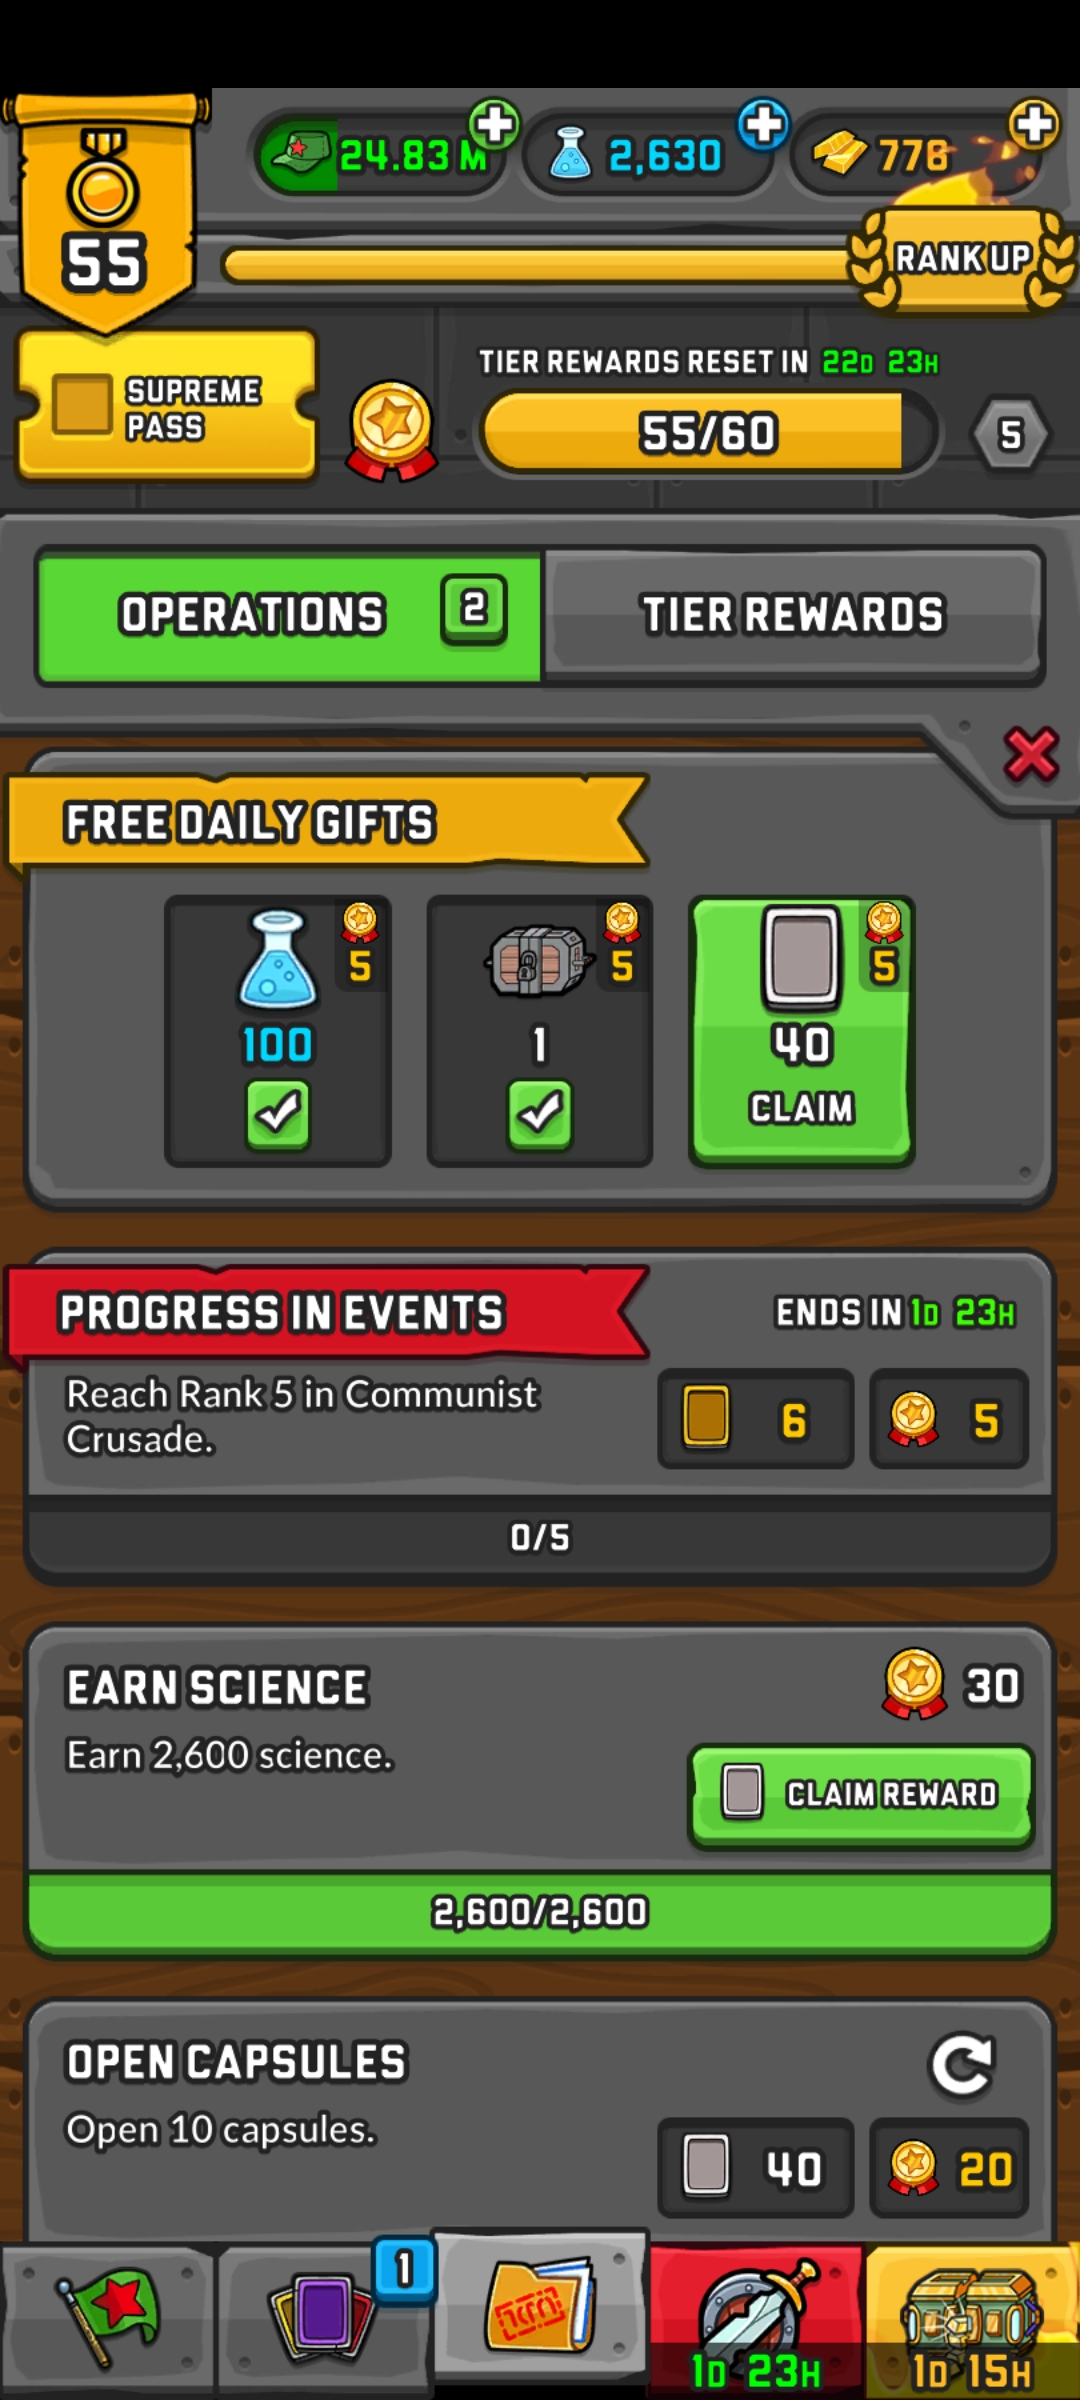 24.83 M
2,630
778
55
RANK UP
TIER REWARDS RESET IN 22D 23H
SUPREME
PASS
55/60
5
OPERATIONS 2
TIER REWARDS
FREE DAILY GIFTS
5
5
5
100
1
40
CLAIM
PROGRESS IN EVENTS
ENDS IN 1D 23H
Reach Rank 5 in Communist
Crusade.
6
5
0/5
EARN SCIENCE
30
Earn 2,600 science.
CLAIM REWARD
2,600/2,600
OPEN CAPSULES
Open 10 capsules.
40
20
1
1D 23H
1D 15H